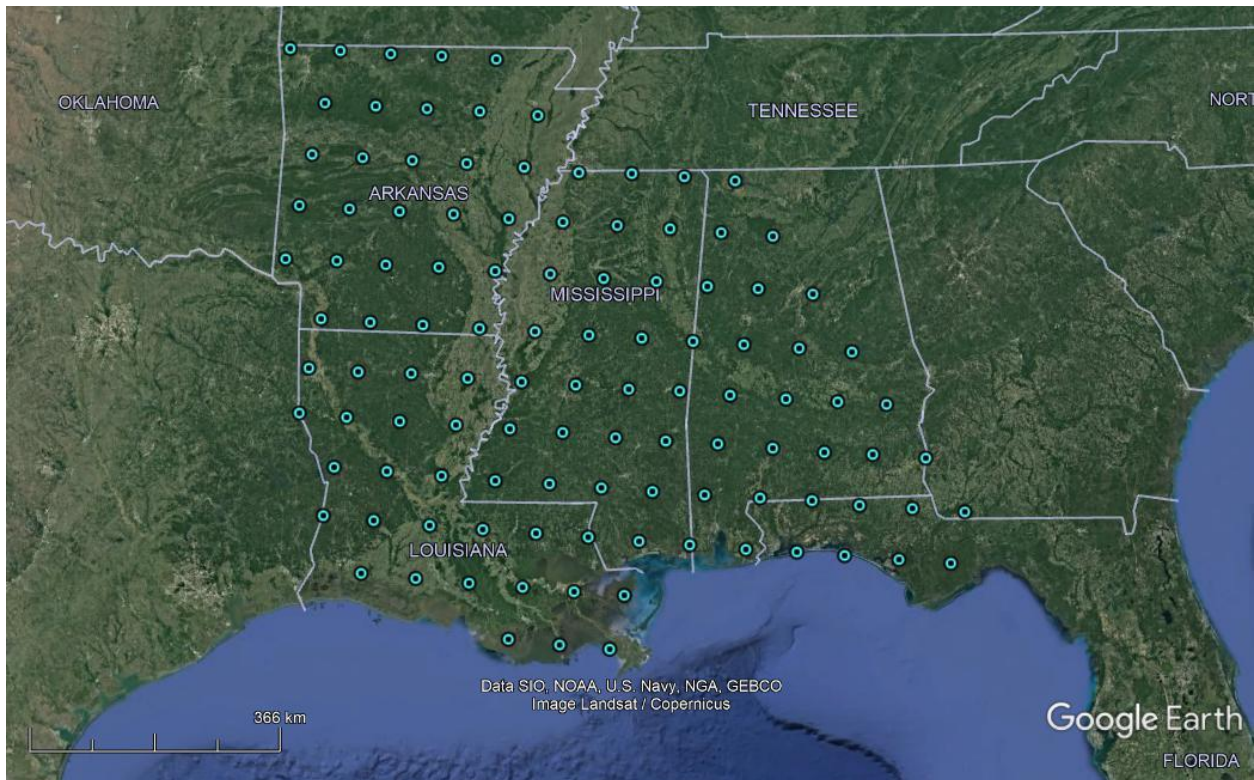 OKLAHOMA
TENNESSEE
NORT
ARKANSAS
MISSISSIPPI
LOUISIANA
Data SIO, NOAA, U.S. Navy, NGA, GEBCO
Image Landsat / Copernicus
366 km
Google Earth
FLORIDA